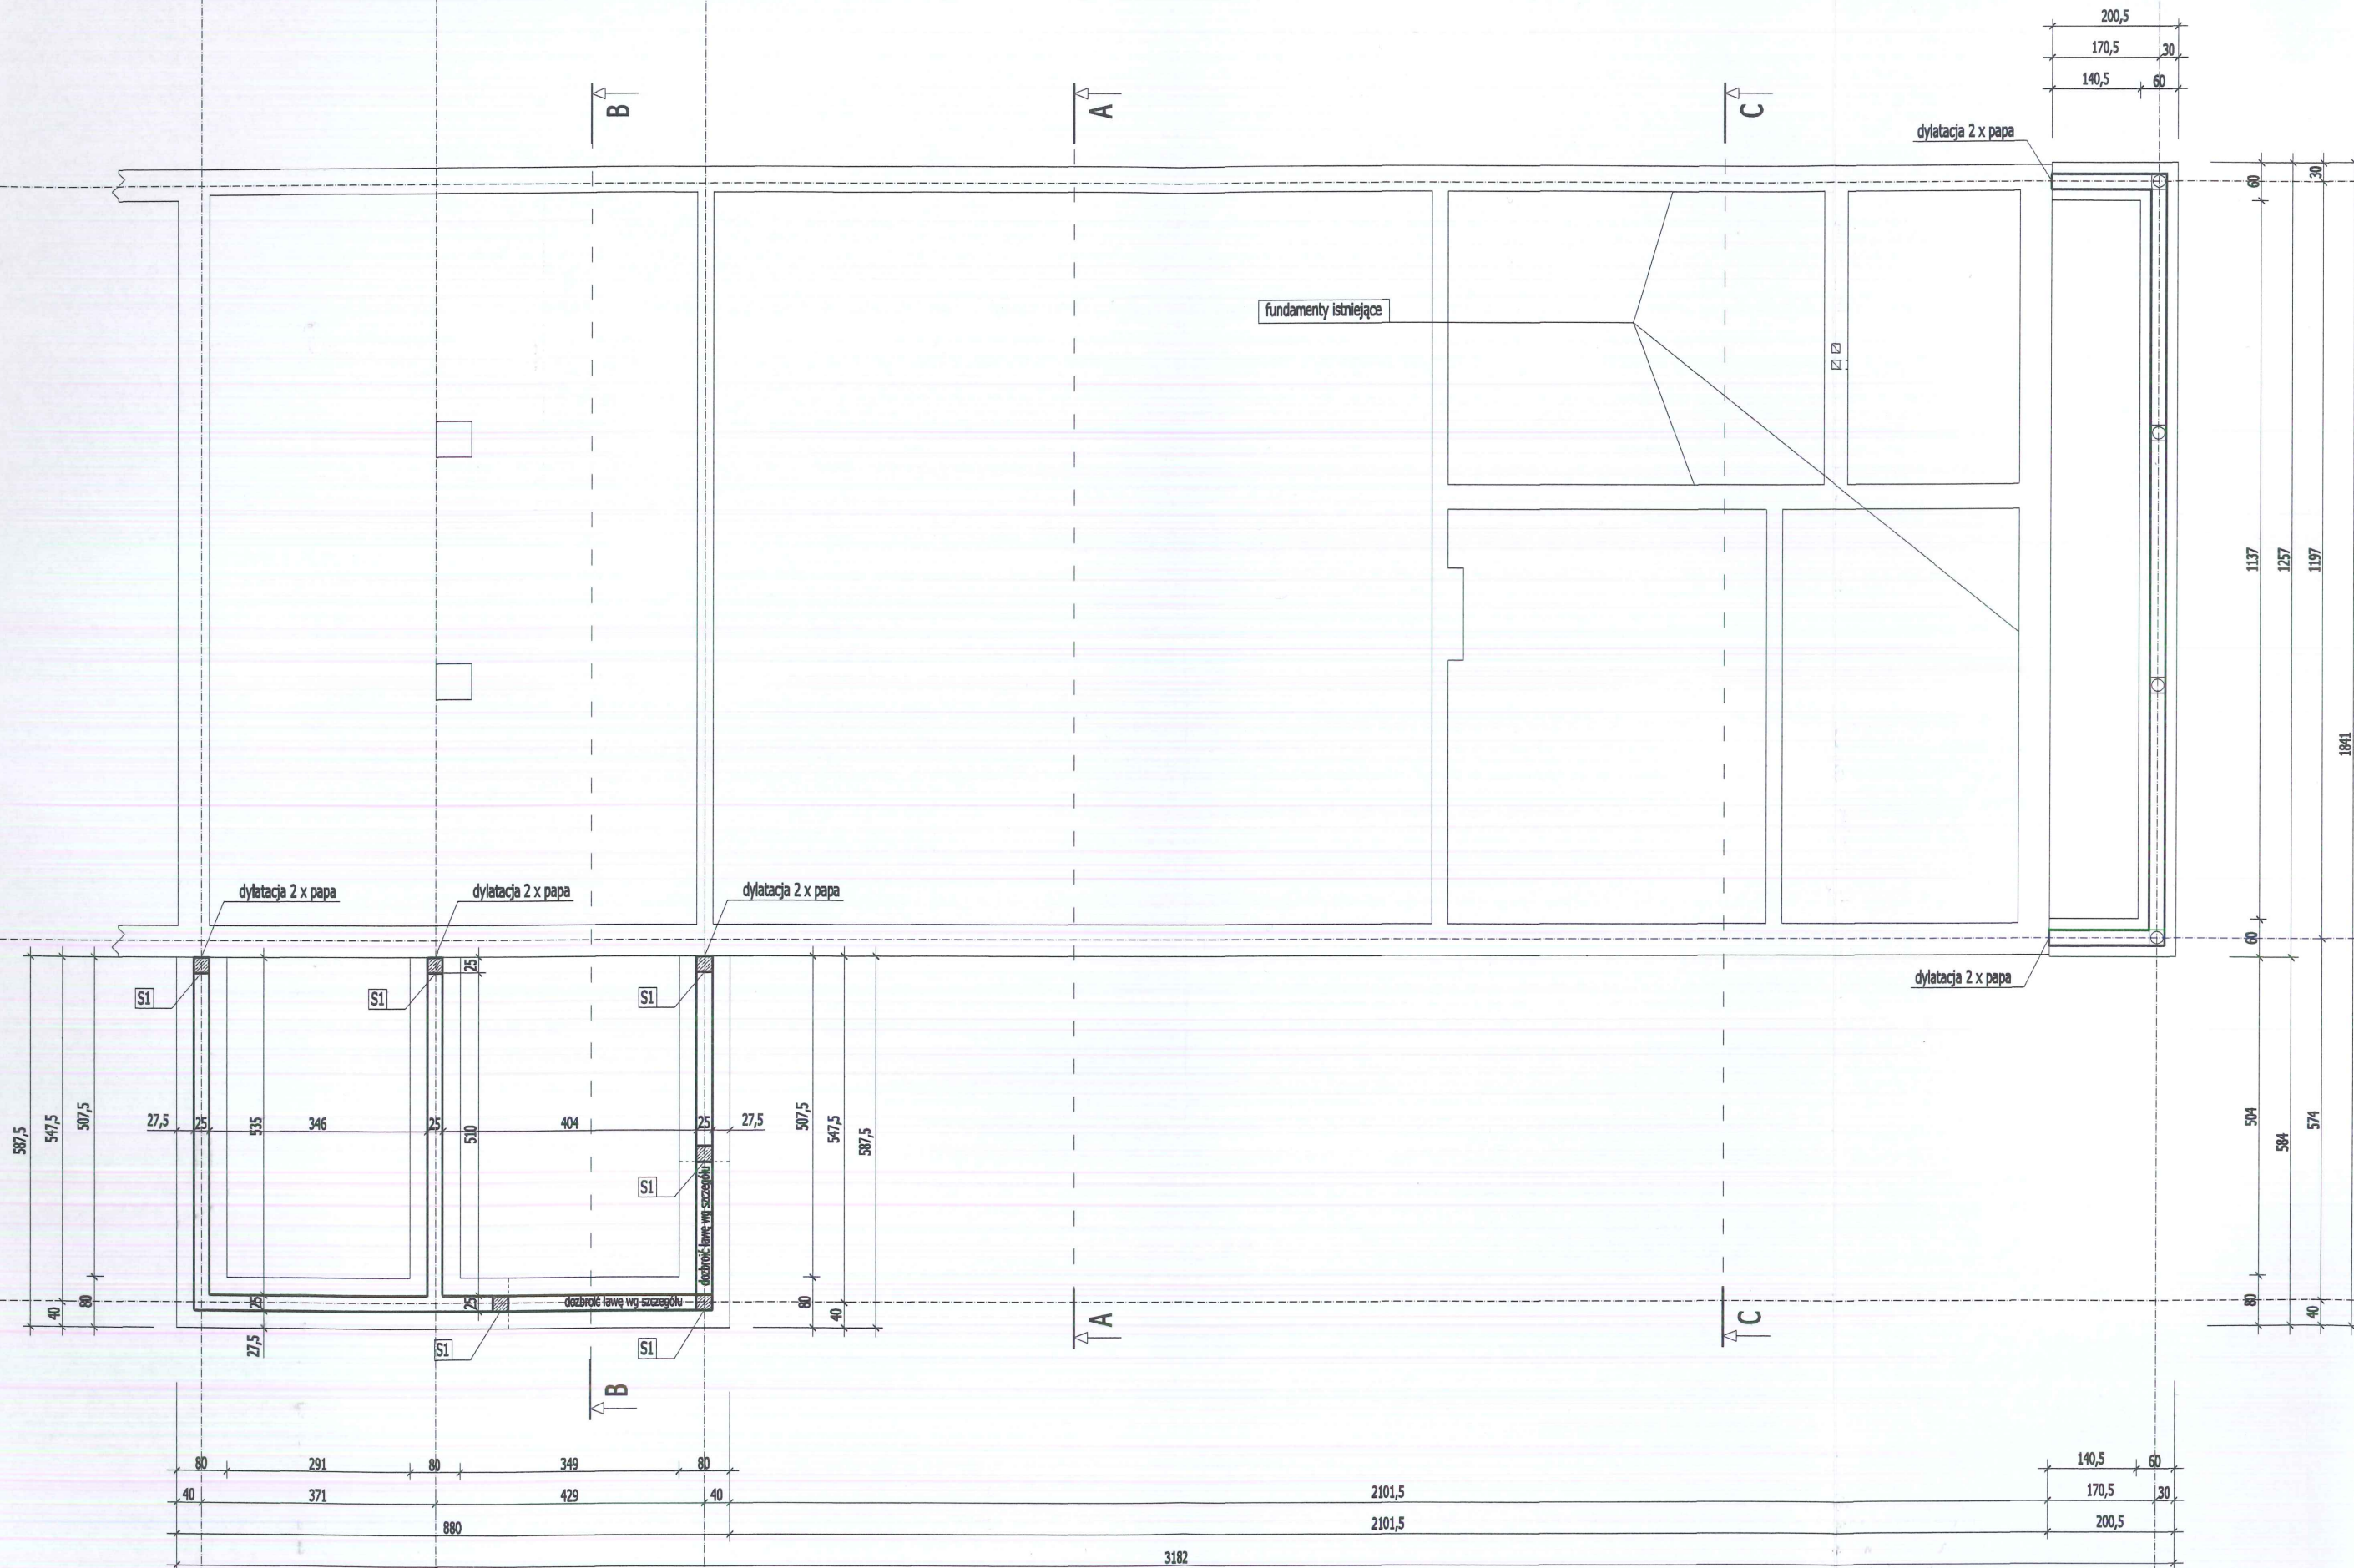 200,5
170,5 30
140,5 60
B
A
C
dylatacja 2 x papa
60
30
fundamenty istniejące
1137
1257
1197
1841
dylatacja 2 x papa
dylatacja 2 x papa
dylatacja 2 x papa
60
dylatacja 2 x papa
S1
S1
S1
25
587,5
547,5
507,5
27,5
25
535
346
25
510
404
25
27,5
507,5
547,5
587,5
504
584
574
S1
dozbroić ławę wg szczegółu
dozbroić ławę wg szczegółu
40
80
25
25
80
40
80
40
27,5
S1
S1
A
C
B
80 291 80 349 80
140,5 60
40 371 429 40 2101,5 170,5 30
880 2101,5 200,5
3182